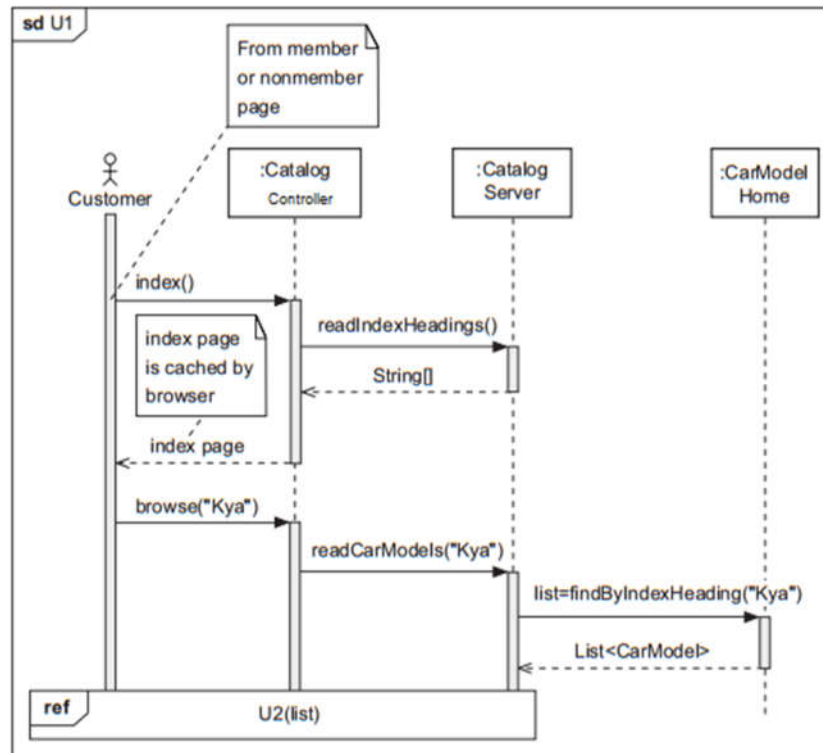 sd U1
From member
or nonmember
page
Customer
:Catalog
Controller
:Catalog
Server
:CarModel
Home
index()
readIndexHeadings()
index page
is cached by
browser
String[]
index page
browse("Kya")
readCarModels("Kya")
list=findByIndexHeading("Kya")
List<CarModel>
ref
U2(list)